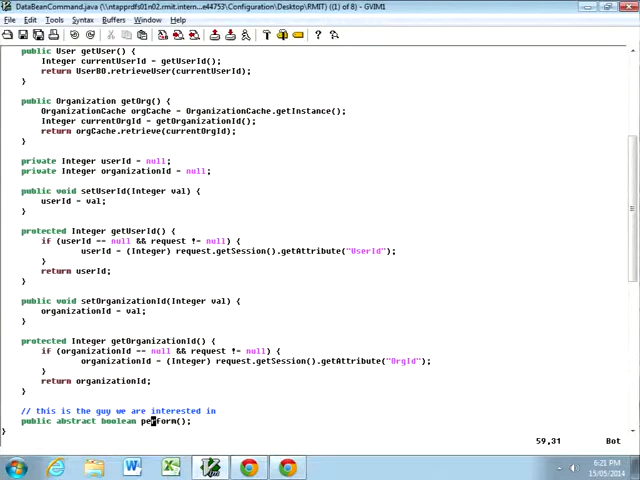 DataBeanCommand.java (\\ntapprdfs01n02.rmit.intern...e44753\Configuration\Desktop\RMIT) ((1) of 8) - GVIM1
File Edit Tools Syntax Buffers Window Help
public User getUser() {
Integer currentUserId = getUserId();
return UserBO.retrieveUser(currentUserId);
}
public Organization getOrg() {
OrganizationCache orgCache = OrganizationCache.getInstance();
Integer currentOrgId = getOrganizationId();
return orgCache.retrieve(currentOrgId);
}
private Integer userId = null;
private Integer organizationId = null;
public void setUserId(Integer val) {
userId = val;
}
protected Integer getUserId() {
if (userId == null && request != null) {
userId = (Integer) request.getSession().getAttribute("UserId");
}
return userId;
}
public void setOrganizationId(Integer val) {
organizationId = val;
}
protected Integer getOrganizationId() {
if (organizationId == null && request != null) {
organizationId = (Integer) request.getSession().getAttribute("OrgId");
}
return organizationId;
}
// this is the guy we are interested in
public abstract boolean perform();
}
59,31 Bot
6:21 PM
15/05/2014